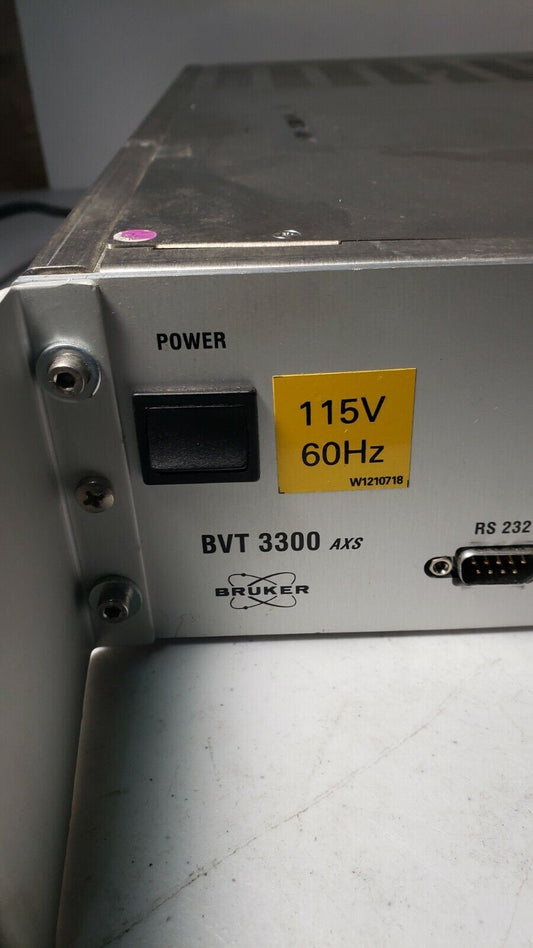 POWER
115V
60Hz
W1210718
BVT 3300 AXS
RS 232
BRUKER